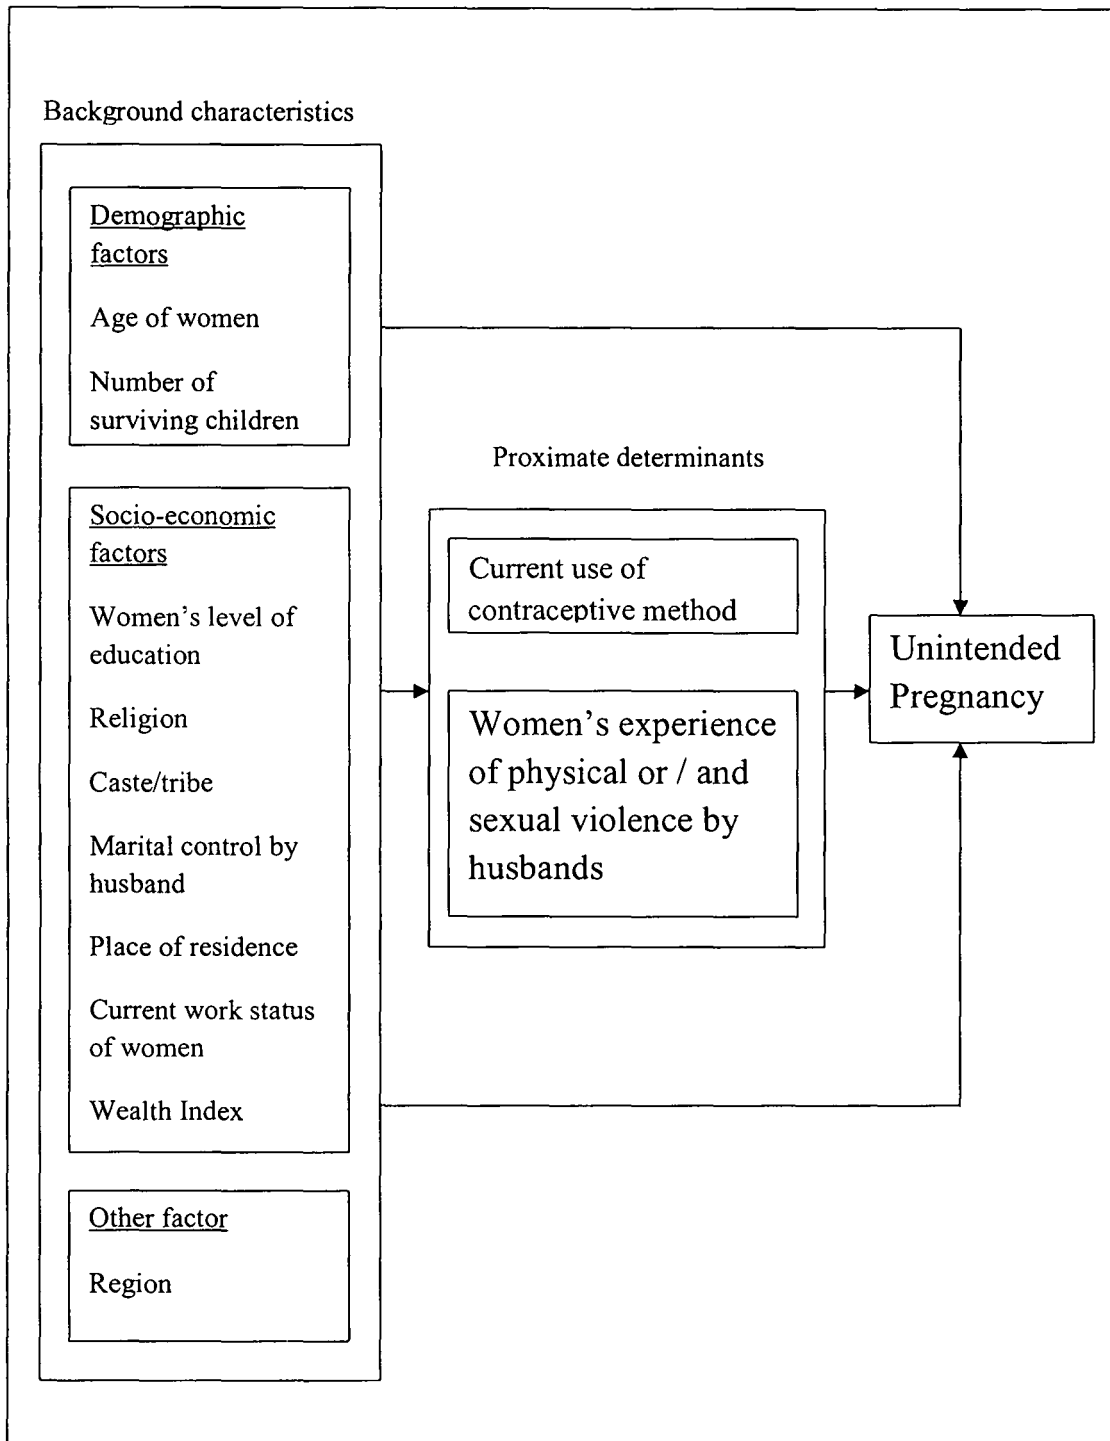 Background characteristics
Demographic
factors
Age of women
Number of
surviving children
Socio-economic
factors
Women’s level of
education
Religion
Caste/tribe
Marital control by
husband
Place of residence
Current work status
of women
Wealth Index
Other factor
Region
Proximate determinants
Current use of
contraceptive method
Women’s experience
of physical or / and
sexual violence by
husbands
Unintended
Pregnancy